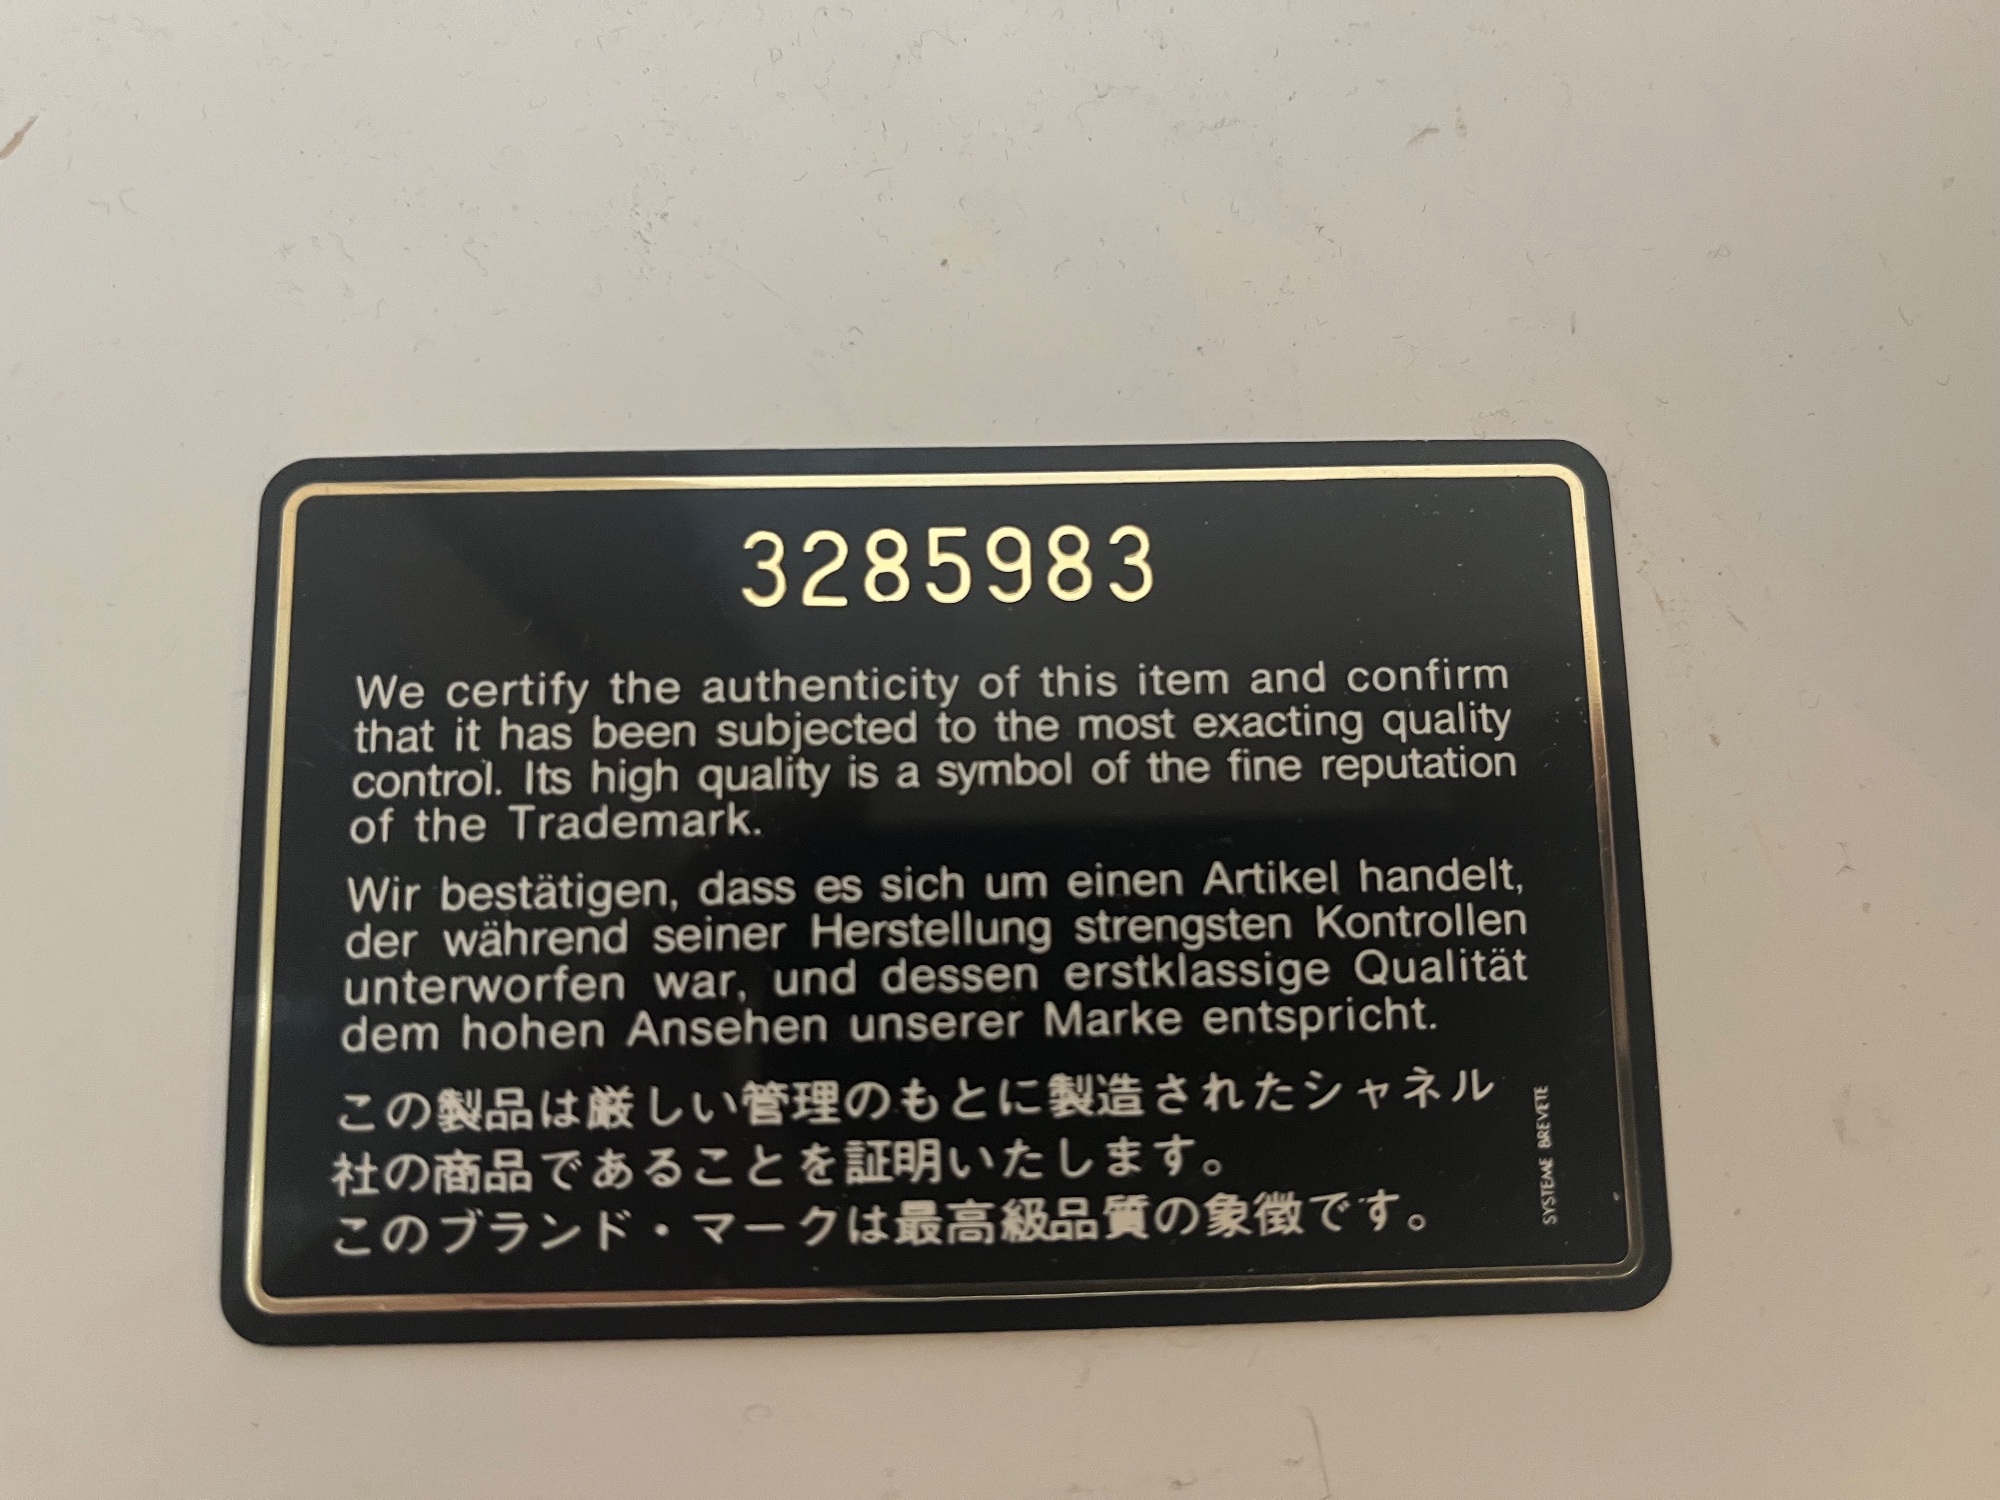 3285983
We certify the authenticity of this item and confirm
that it has been subjected to the most exacting quality
control. Its high quality is a symbol of the fine reputation
of the Trademark.
Wir bestätigen, dass es sich um einen Artikel handelt,
der während seiner Herstellung strengsten Kontrollen
unterworfen war, und dessen erstklassige Qualität
dem hohen Ansehen unserer Marke entspricht.
この製品は厳しい管理のもとに製造されたシャネル
社の商品であることを証明いたします。
このブランド・マークは最高級品質の象徴です。
SYSTEME BREVETE